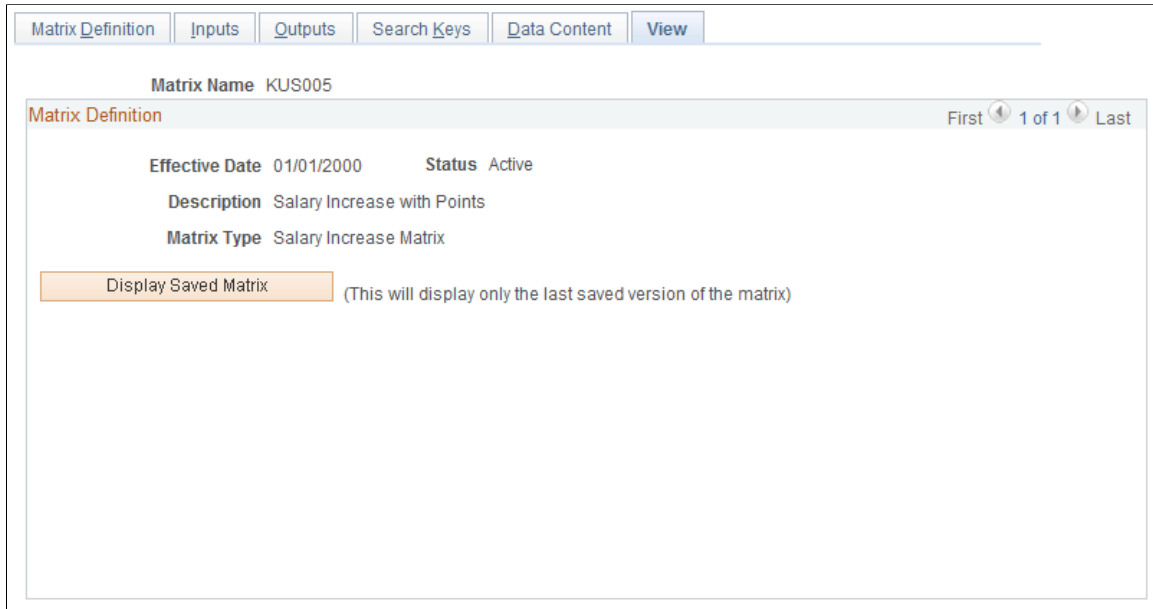 Matrix Definition Inputs Outputs Search Keys Data Content View
Matrix Name KUS005
Matrix Definition First 1 of 1 Last
Effective Date 01/01/2000 Status Active
Description Salary Increase with Points
Matrix Type Salary Increase Matrix
Display Saved Matrix (This will display only the last saved version of the matrix)